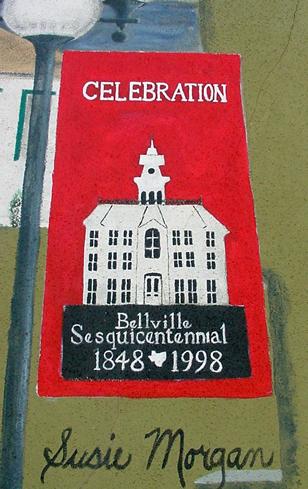 CELEBRATION
Bellville
Sesquicentennial
1848 1998
Susie Morgan